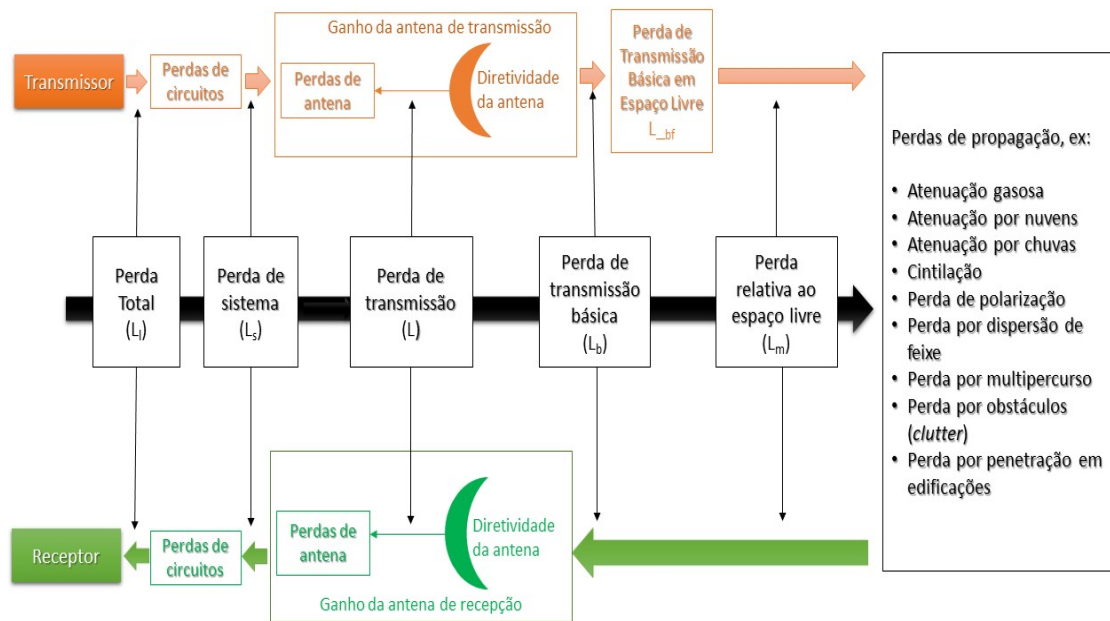 Ganho da antena de transmissão
Transmissor
Perdas de
circuitos
Perdas
de antena
Diretividade
da antena
Perda de
Transmissão
Básica em
Espaço Livre
L_bf
Perda
Total
(Lₗ)
Perda de
sistema
(Lₛ)
Perda de
transmissão
(L)
Perda de
transmissão
básica
(L_b)
Perda
relativa ao
espaço livre
(Lₘ)
Perdas de propagação, ex:
• Atenuação gasosa
• Atenuação por nuvens
• Atenuação por chuvas
• Cintilação
• Perda de polarização
• Perda por dispersão de
feixe
• Perda por multipercurso
• Perda por obstáculos
(clutter)
• Perda por penetração em
edificações
Receptor
Perdas de
circuitos
Perdas de
antena
Diretividade
da antena
Ganho da antena de recepção